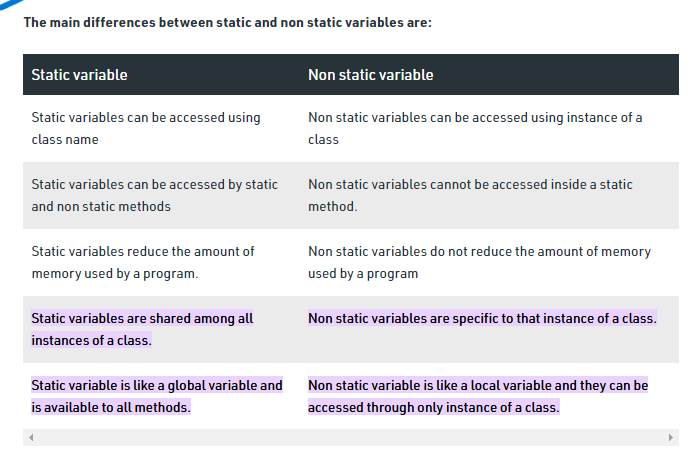 The main differences between static and non static variables are:
Static variable
Non static variable
Static variables can be accessed using
class name
Non static variables can be accessed using instance of a
class
Static variables can be accessed by static
and non static methods
Non static variables cannot be accessed inside a static
method.
Static variables reduce the amount of
memory used by a program.
Non static variables do not reduce the amount of memory
used by a program
Static variables are shared among all
instances of a class.
Non static variables are specific to that instance of a class.
Static variable is like a global variable and
is available to all methods.
Non static variable is like a local variable and they can be
accessed through only instance of a class.